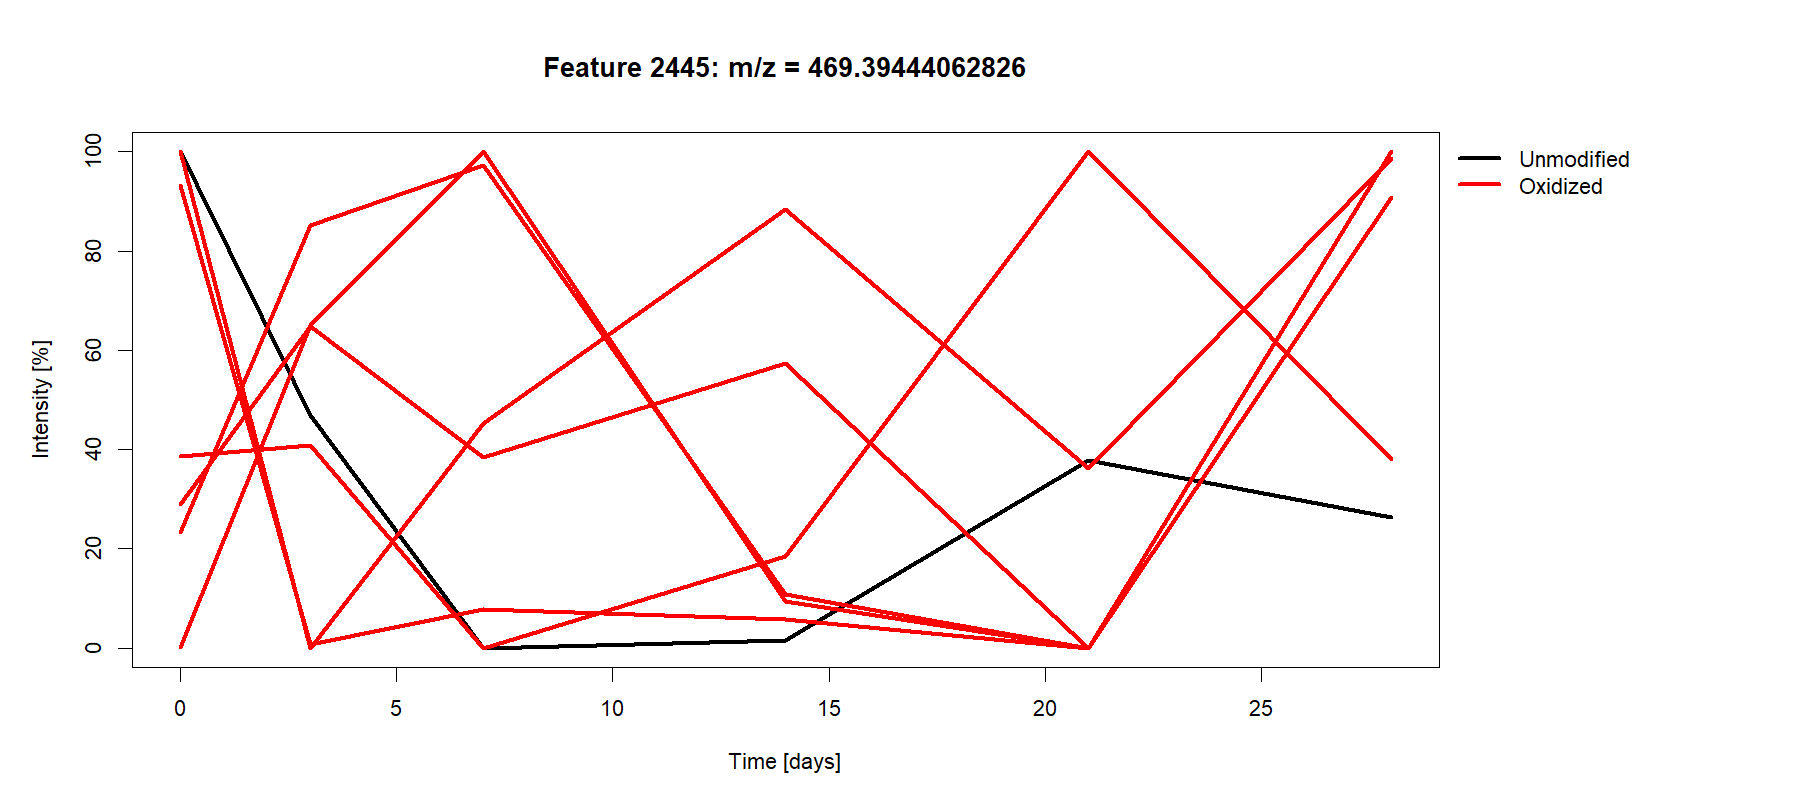 Feature 2445: m/z = 469.39444062826
Unmodified
Oxidized
Intensity [%]
100
80
60
40
20
0
0 5 10 15 20 25
Time [days]